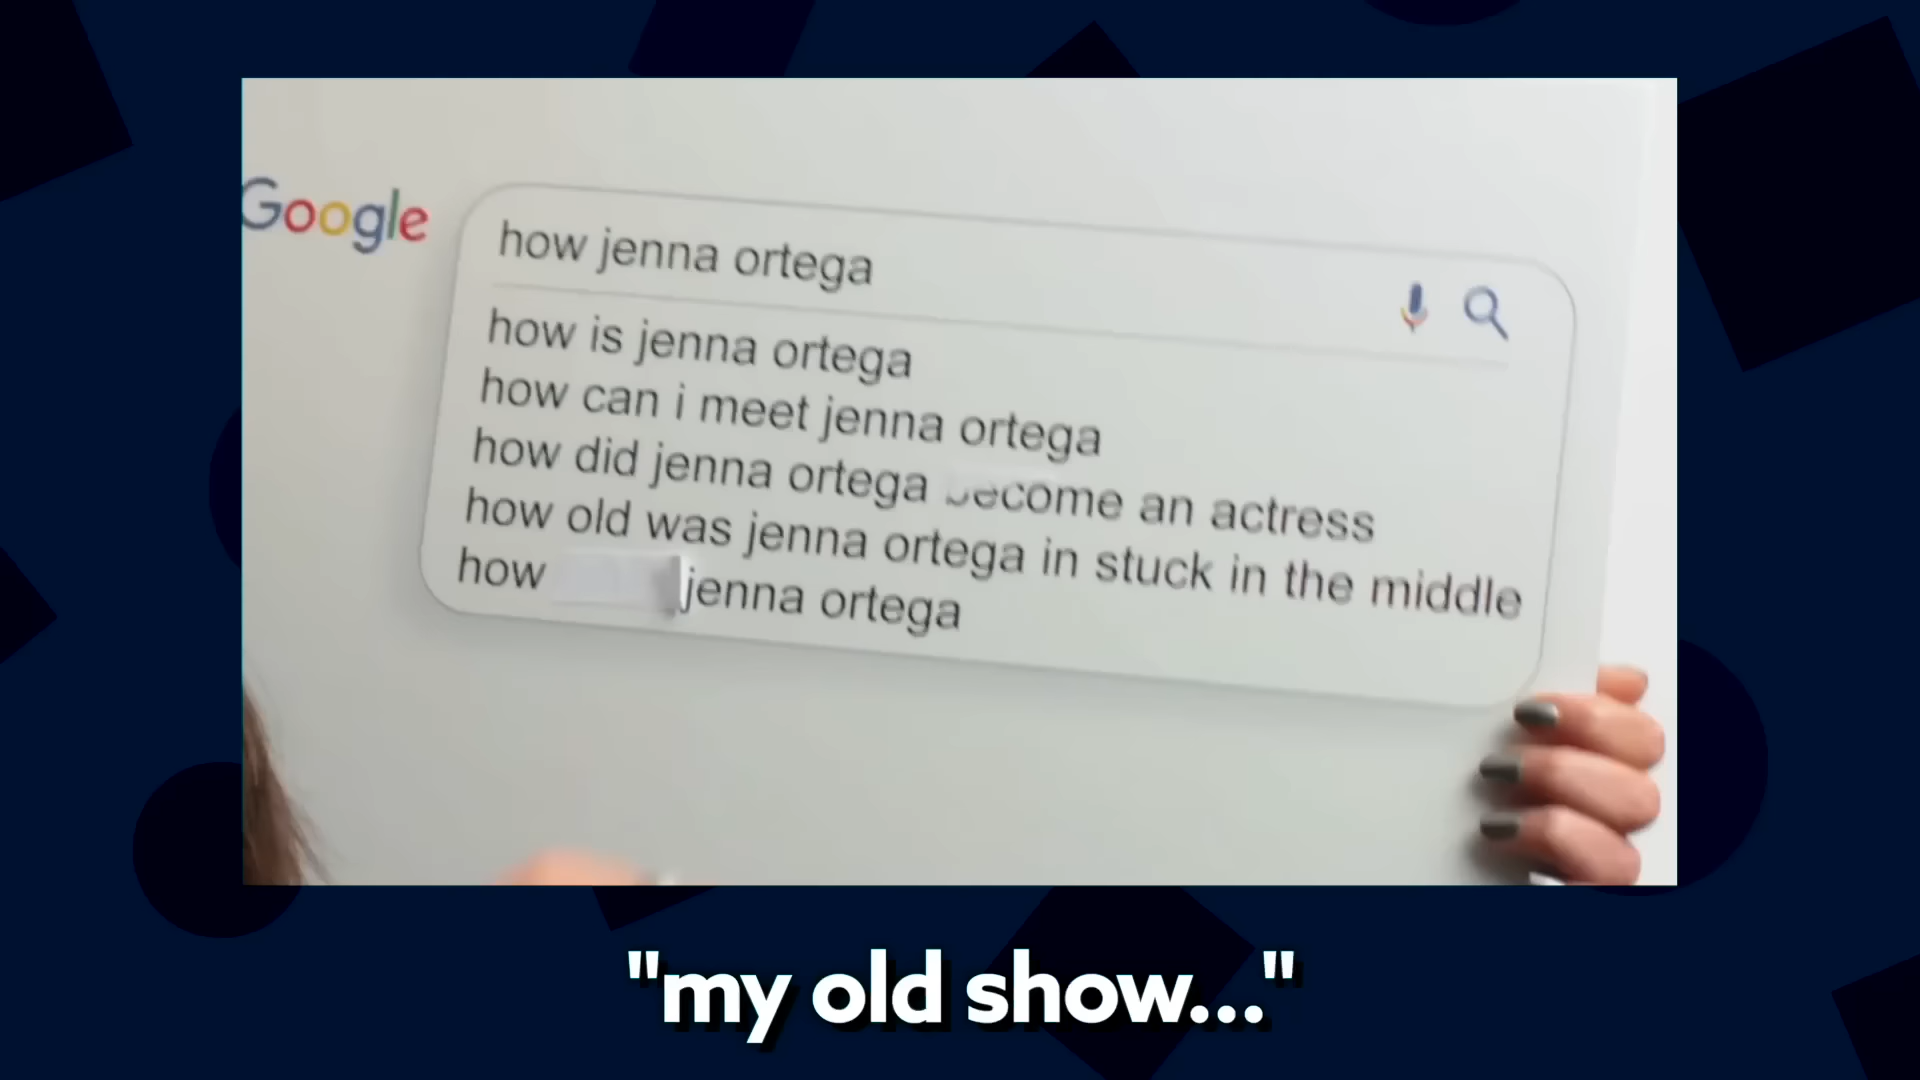 Google
how jenna ortega
how is jenna ortega
how can i meet jenna ortega
how did jenna ortega become an actress
how old was jenna ortega in stuck in the middle
how jenna ortega
"my old show..."